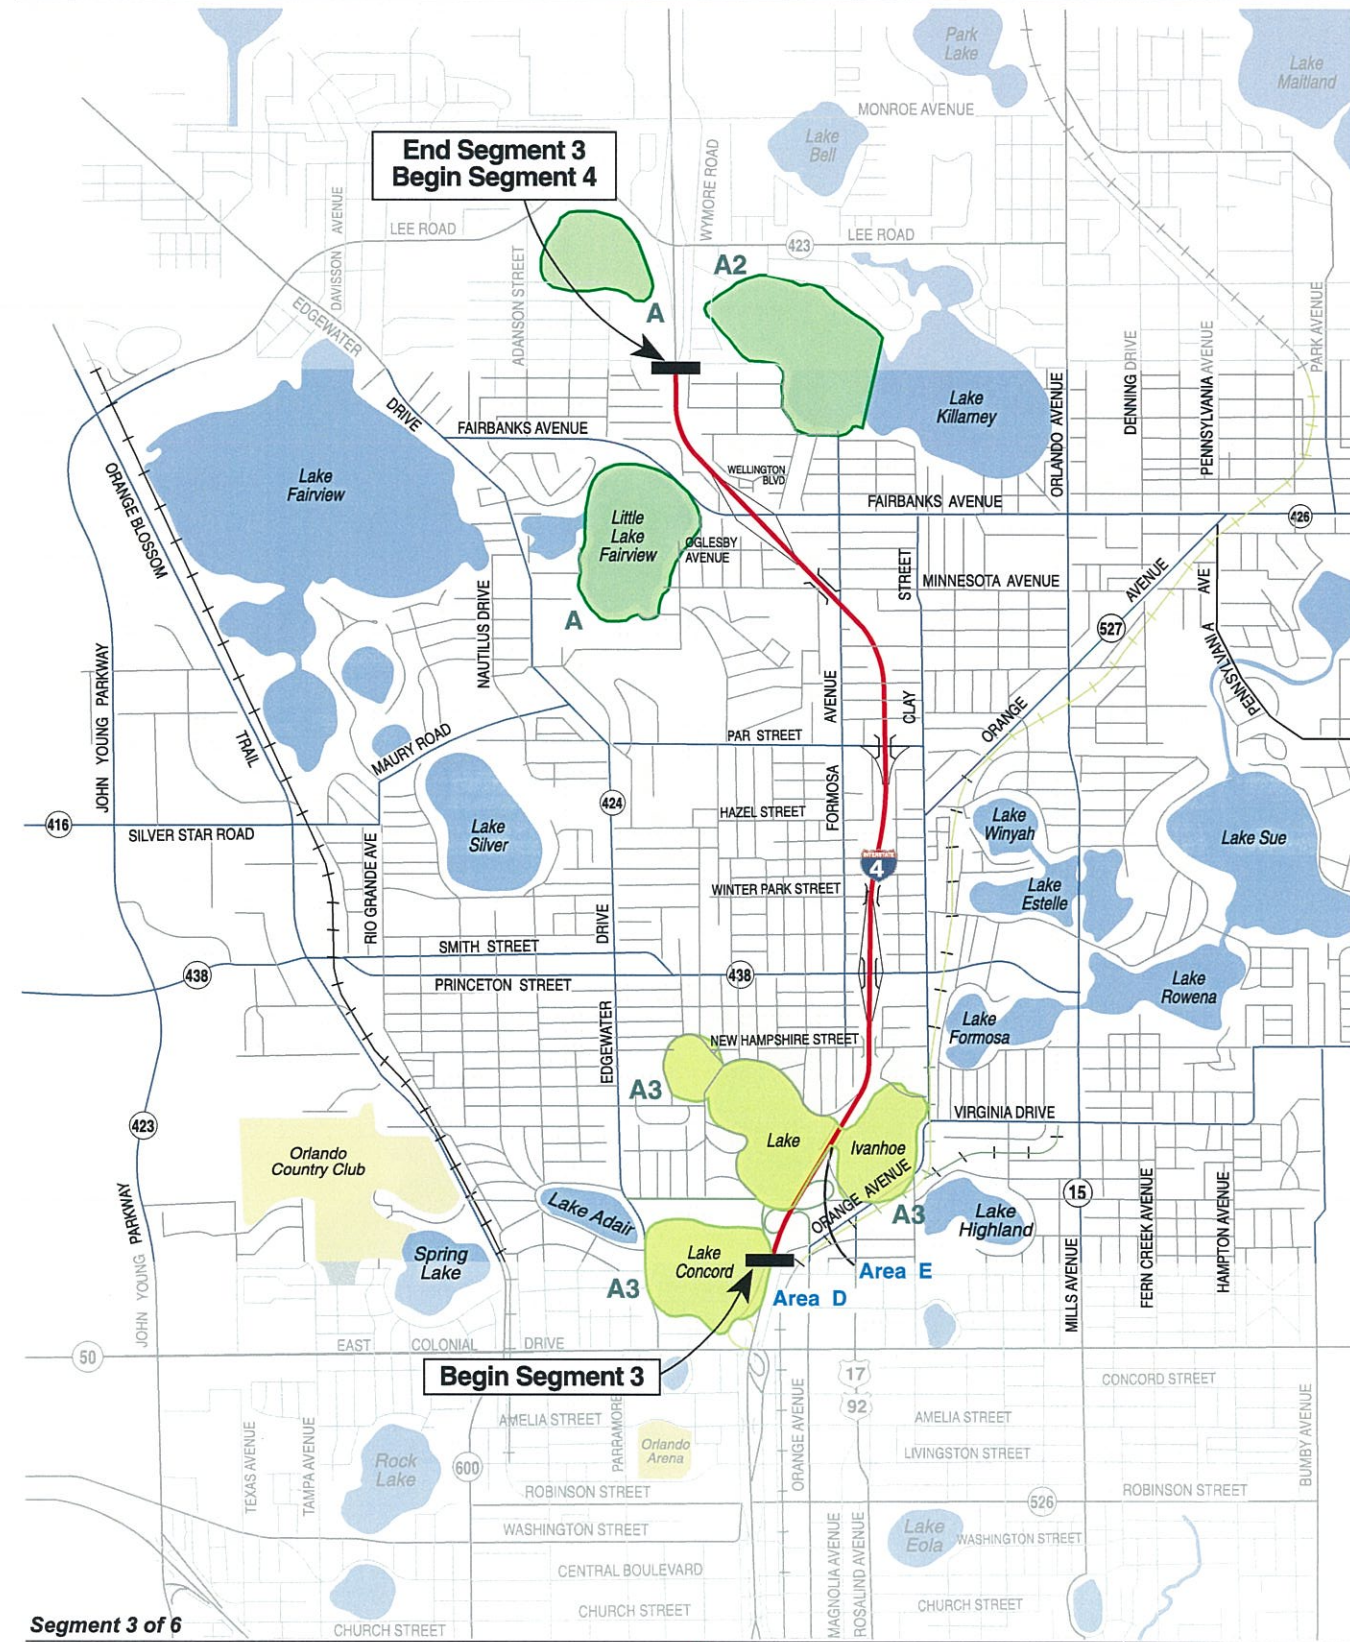 Park
Lake
Lake
Maitland
MONROE AVENUE
Lake
Bell
End Segment 3
Begin Segment 4
WYMORE ROAD
DAVISSON AVENUE
LEE ROAD
423
LEE ROAD
ADANSON STREET
A2
A
EDGEWATER
DRIVE
PARK AVENUE
DENNING DRIVE
PENNSYLVANIA AVENUE
ORLANDO AVENUE
Lake
Killarney
FAIRBANKS AVENUE
WELLINGTON
BLVD
Lake
Fairview
ORANGE BLOSSOM
TRAIL
FAIRBANKS AVENUE
426
Little
Lake
Fairview
OGLESBY
AVENUE
STREET
MINNESOTA AVENUE
AVENUE
PENNSYLVANIA AVE
527
A
NAUTILUS DRIVE
JOHN YOUNG PARKWAY
AVENUE
CLAY
ORANGE
MAURY ROAD
PAR STREET
FORMOSA
424
HAZEL STREET
416
SILVER STAR ROAD
Lake
Silver
Lake
Winyah
Lake Sue
INTERSTATE
4
RIO GRANDE AVE
WINTER PARK STREET
Lake
Estelle
DRIVE
SMITH STREET
438
438
PRINCETON STREET
Lake
Rowena
Lake
Formosa
EDGEWATER
NEW HAMPSHIRE STREET
A3
423
VIRGINIA DRIVE
Lake
Ivanhoe
Orlando
Country Club
ORANGE AVENUE
15
A3
Lake Adair
Lake
Highland
FERN CREEK AVENUE
HAMPTON AVENUE
MILLS AVENUE
JOHN YOUNG PARKWAY
Spring
Lake
Lake
Concord
A3
Area E
Area D
50
EAST COLONIAL DRIVE
Begin Segment 3
17
92
CONCORD STREET
ORANGE AVENUE
BUMBY AVENUE
AMELIA STREET
AMELIA STREET
PARRAMORE
TEXAS AVENUE
TAMPA AVENUE
Orlando
Arena
LIVINGSTON STREET
Rock
Lake
600
ROBINSON STREET
ROBINSON STREET
526
WASHINGTON STREET
Lake
Eola
WASHINGTON STREET
MAGNOLIA AVENUE
ROSALIND AVENUE
CENTRAL BOULEVARD
CHURCH STREET
CHURCH STREET
CHURCH STREET
Segment 3 of 6